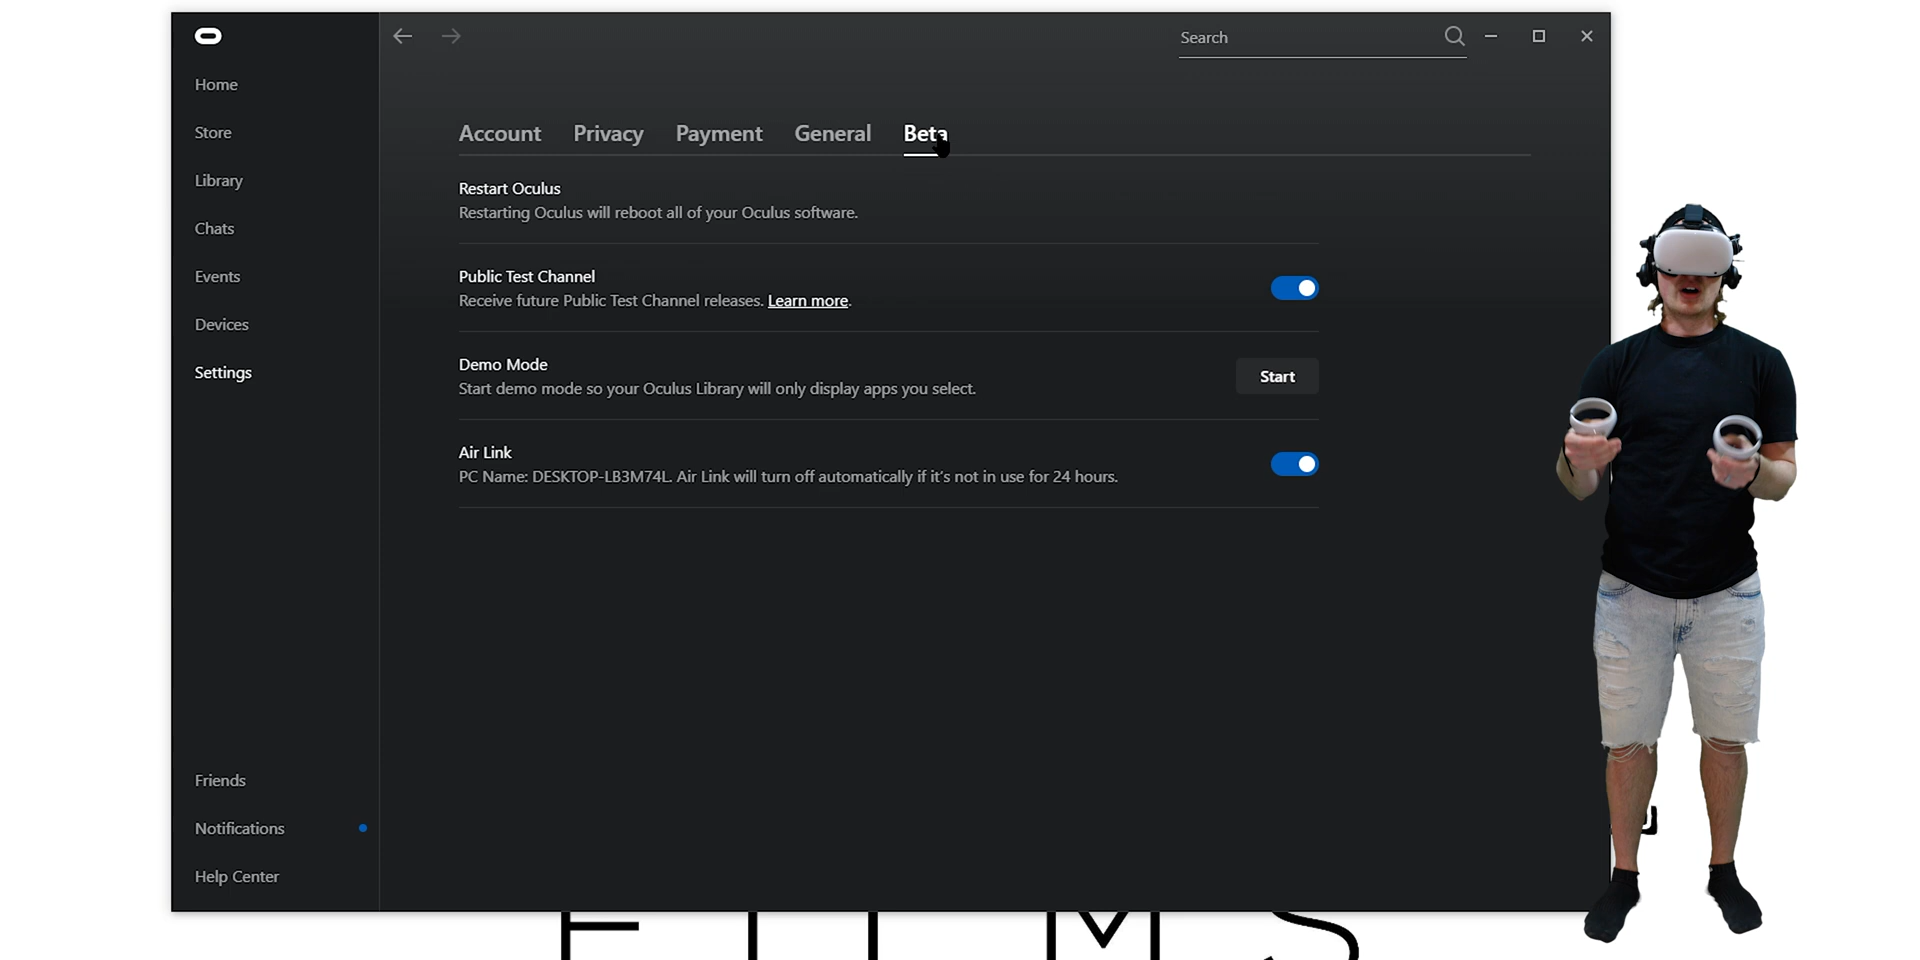 Search
Home
Store
Library
Chats
Events
Devices
Settings
Friends
Notifications
Help Center
Account Privacy Payment General Beta
Restart Oculus
Restarting Oculus will reboot all of your Oculus software.
Public Test Channel
Receive future Public Test Channel releases. Learn more.
Demo Mode
Start demo mode so your Oculus Library will only display apps you select.
Start
Air Link
PC Name: DESKTOP-LB3M74L. Air Link will turn off automatically if it's not in use for 24 hours.